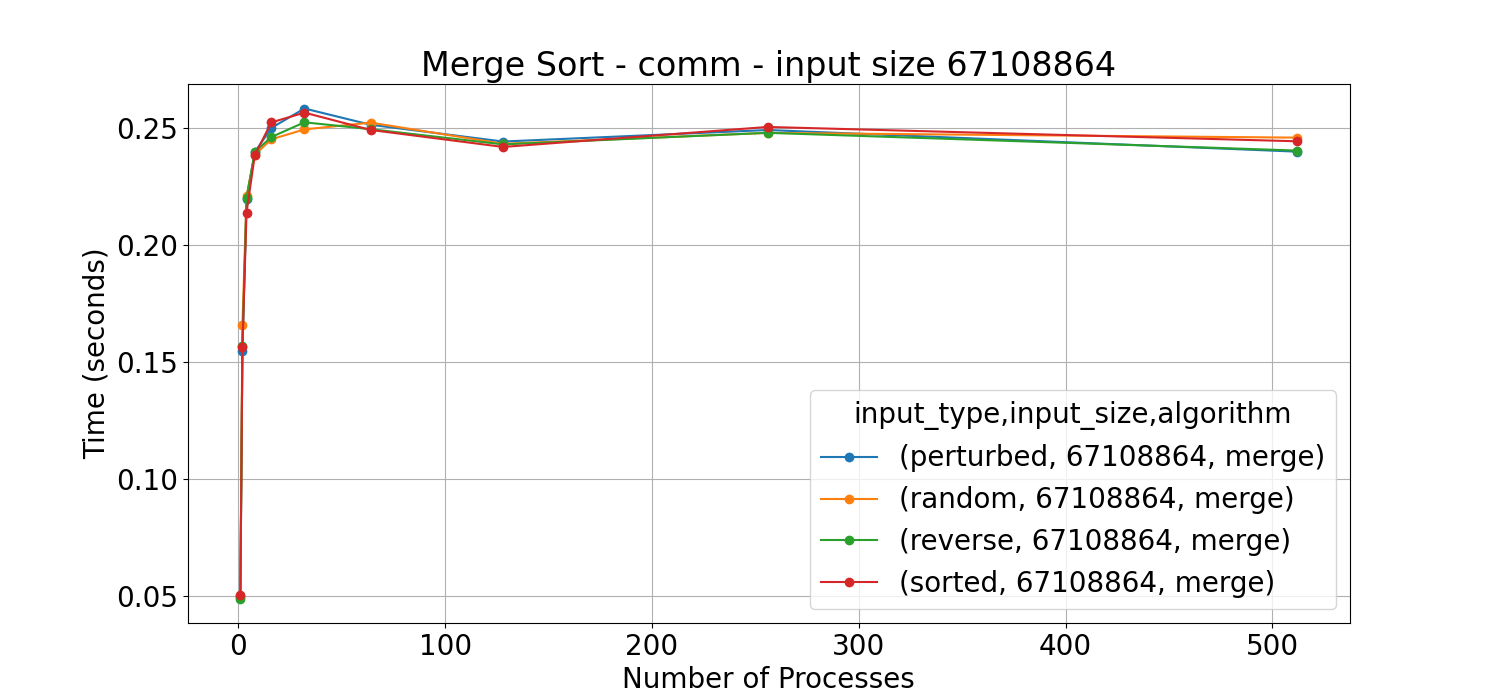 Merge Sort - comm - input size 67108864
Time (seconds)
0.25
0.20
0.15
0.10
0.05
input_type,input_size,algorithm
(perturbed, 67108864, merge)
(random, 67108864, merge)
(reverse, 67108864, merge)
(sorted, 67108864, merge)
0 100 200 300 400 500
Number of Processes